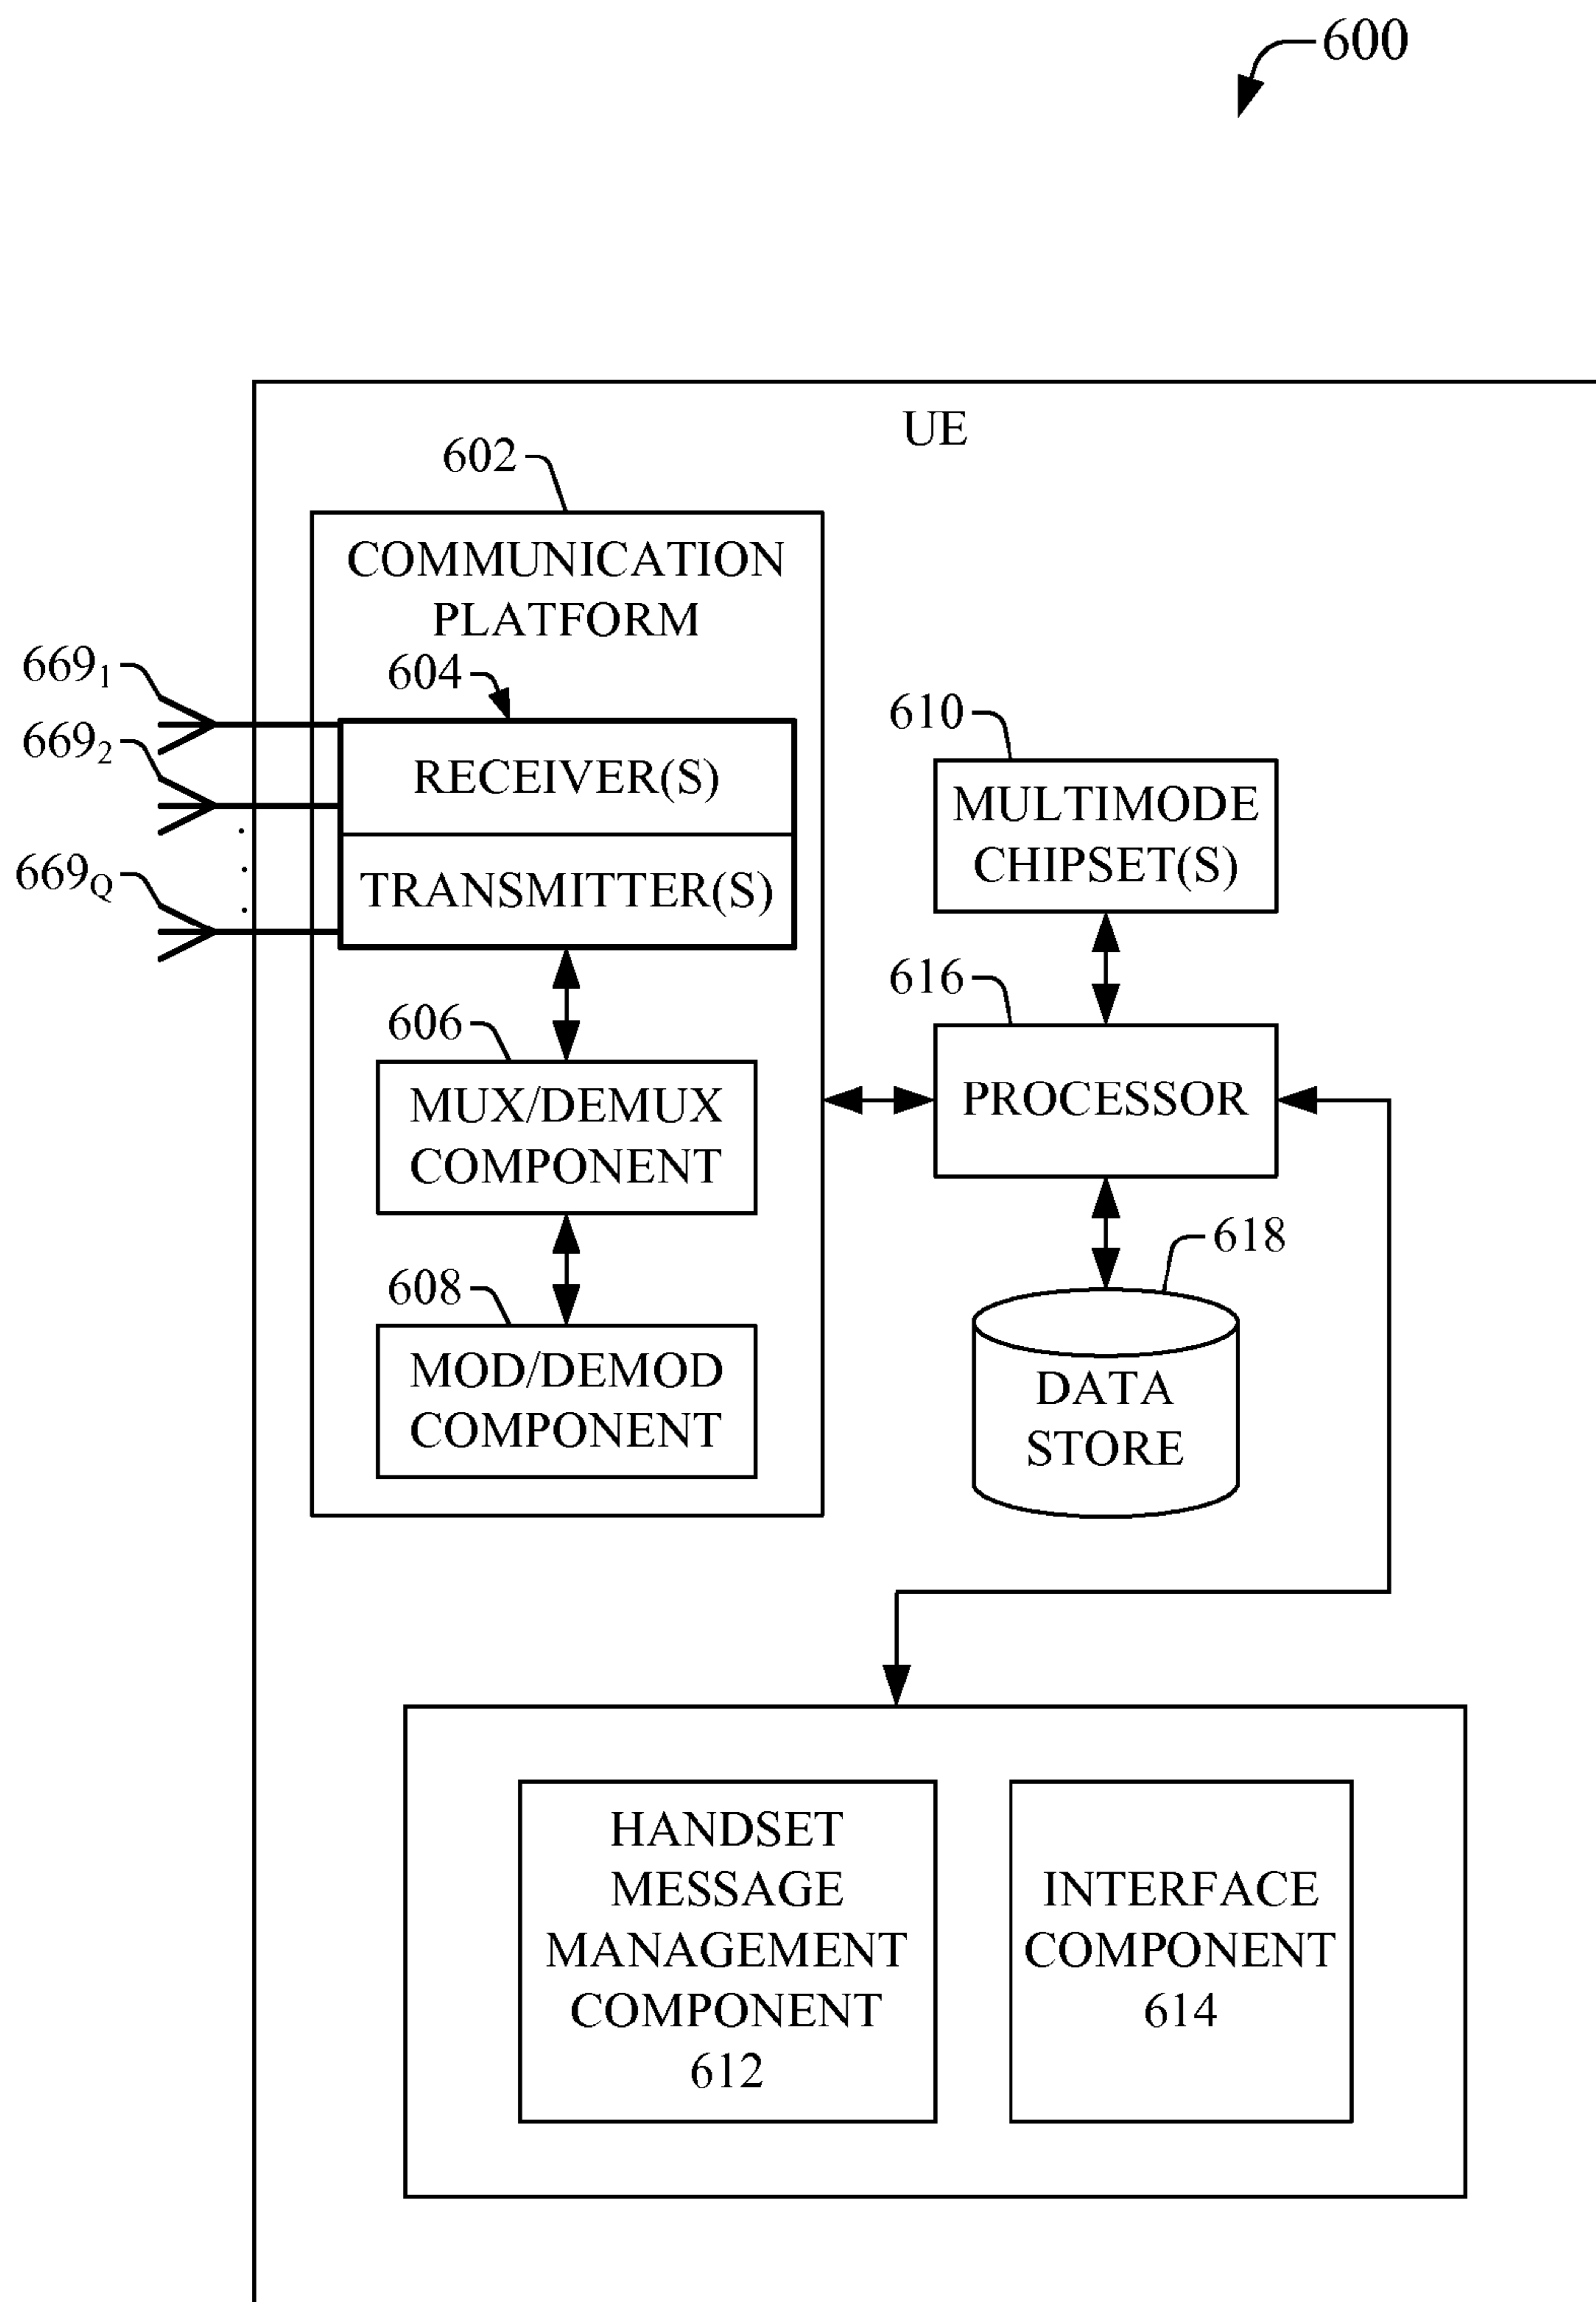 600
UE
602
COMMUNICATION
PLATFORM
669₁
604
669₂
RECEIVER(S)
610
MULTIMODE
CHIPSET(S)
669Q
TRANSMITTER(S)
616
606
PROCESSOR
MUX/DEMUX
COMPONENT
618
608
MOD/DEMOD
COMPONENT
DATA
STORE
HANDSET
MESSAGE
MANAGEMENT
COMPONENT
612
INTERFACE
COMPONENT
614